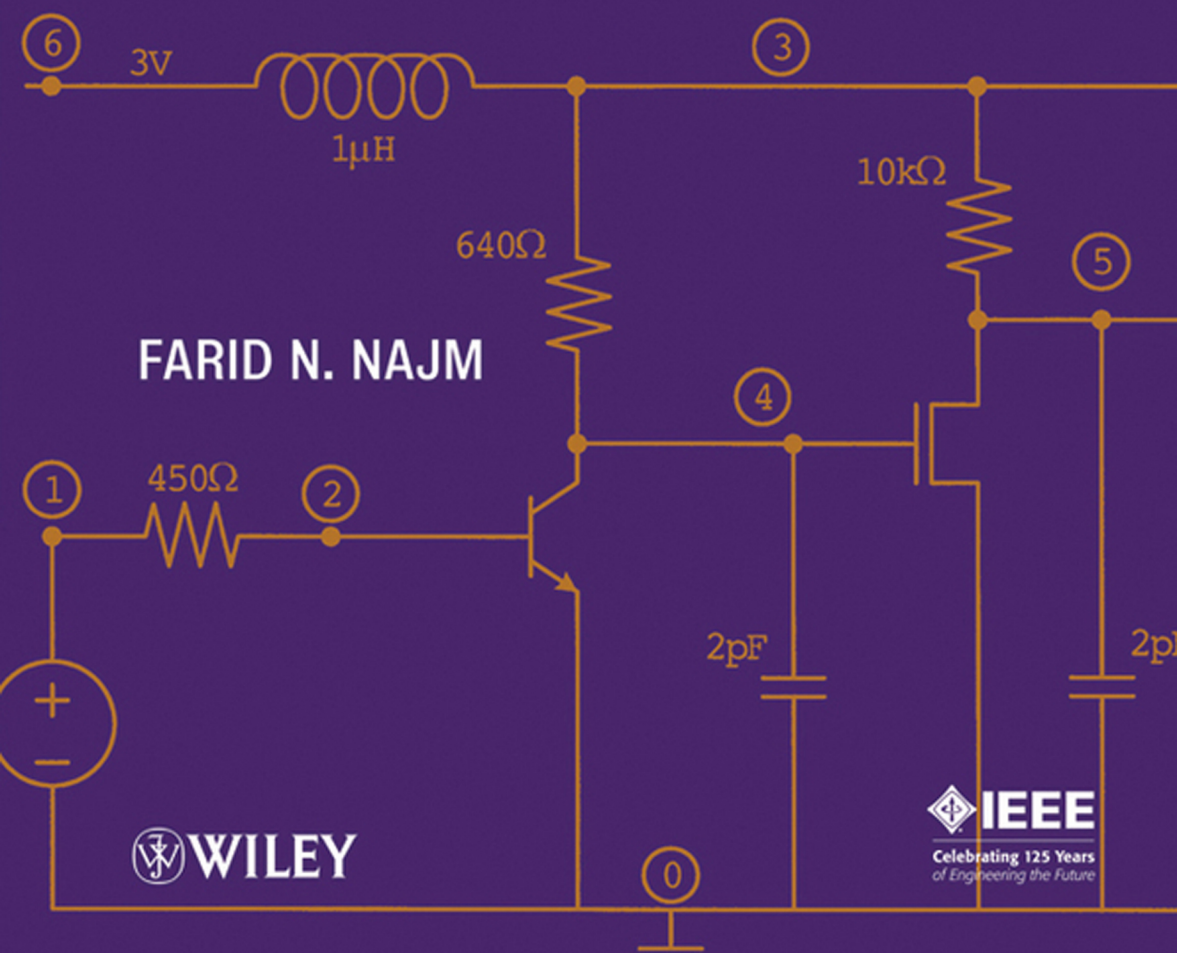 6
3V
3
1µH
10kΩ
640Ω
5
FARID N. NAJM
4
1
450Ω
2
2pF
+
−
WILEY
IEEE
Celebrating 125 Years
of Engineering the Future
0